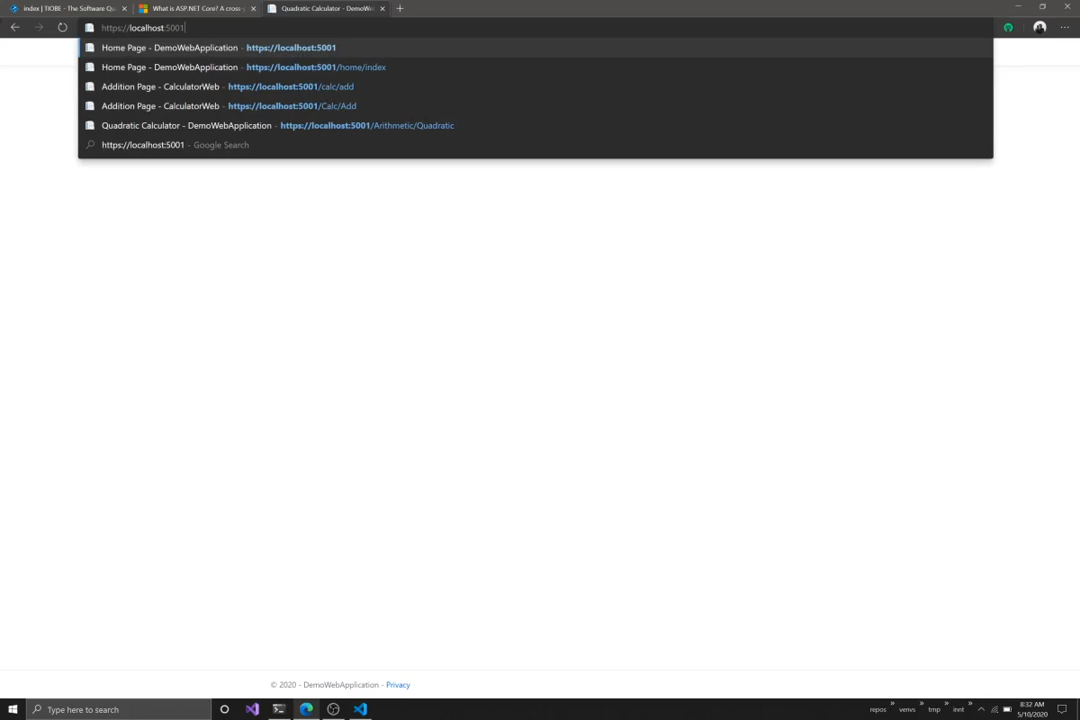 index | TIOBE - The Software Qu
What is ASP.NET Core? A cross-p
Quadratic Calculator - DemoWe
https://localhost:5001
Home Page - DemoWebApplication - https://localhost:5001
Home Page - DemoWebApplication - https://localhost:5001/home/index
Addition Page - CalculatorWeb - https://localhost:5001/calc/add
Addition Page - CalculatorWeb - https://localhost:5001/Calc/Add
Quadratic Calculator - DemoWebApplication - https://localhost:5001/Arithmetic/Quadratic
https://localhost:5001 - Google Search
© 2020 - DemoWebApplication - Privacy
Type here to search
repos
venvs
tmp
8:32 AM
5/10/2020